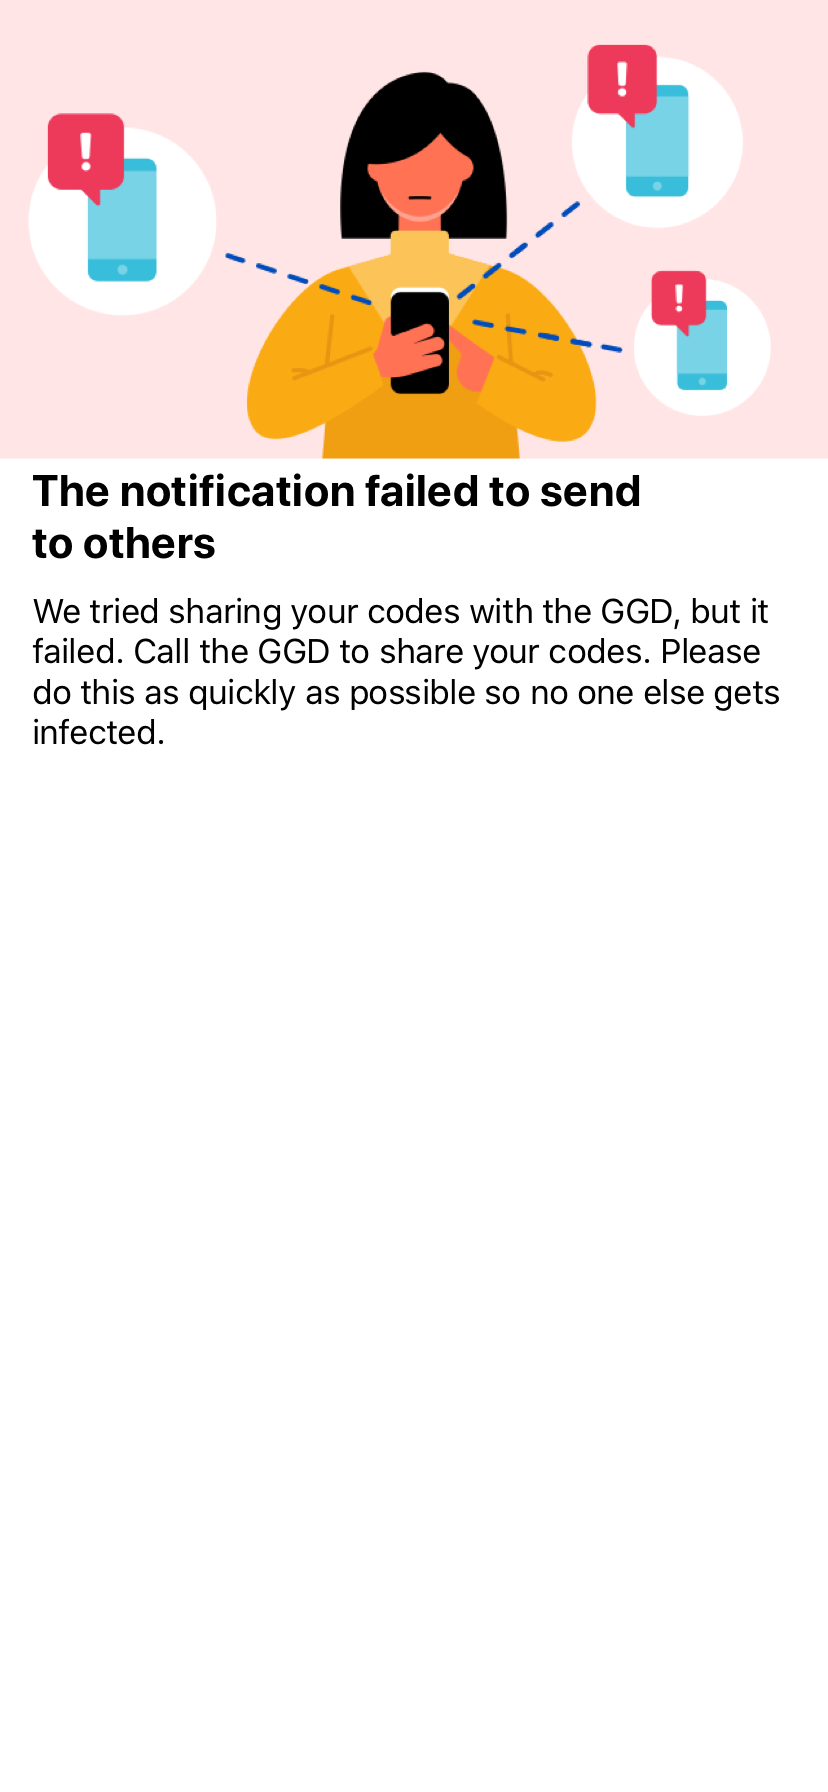 The notification failed to send
to others
We tried sharing your codes with the GGD, but it
failed. Call the GGD to share your codes. Please
do this as quickly as possible so no one else gets
infected.